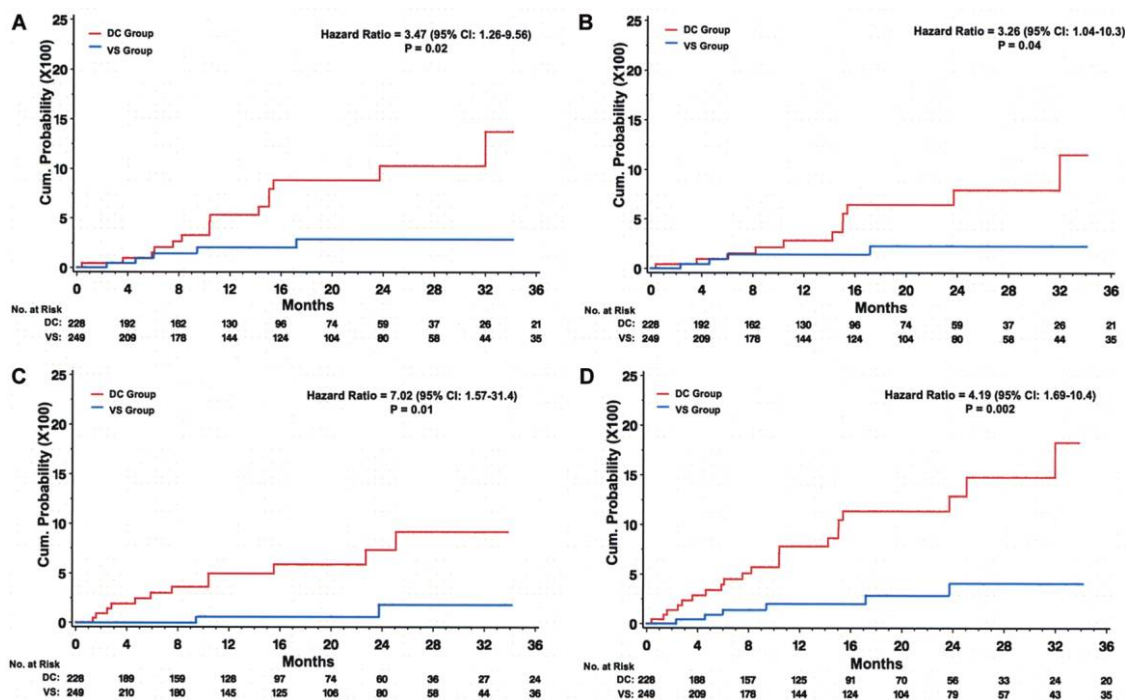 A
DC Group
VS Group
Hazard Ratio = 3.47 (95% CI: 1.26-9.56)
P = 0.02
Cum. Probability (X100)
25
20
15
10
5
0
0 4 8 12 16 20 24 28 32 36
Months
No. at Risk
DC: 228 192 162 130 96 74 59 37 26 21
VS: 249 209 178 144 124 104 80 58 44 35
B
DC Group
VS Group
Hazard Ratio = 3.26 (95% CI: 1.04-10.3)
P = 0.04
Cum. Probability (X100)
25
20
15
10
5
0
0 4 8 12 16 20 24 28 32 36
Months
No. at Risk
DC: 228 192 162 130 96 74 59 37 26 21
VS: 249 209 178 144 124 104 80 58 44 35
C
DC Group
VS Group
Hazard Ratio = 7.02 (95% CI: 1.57-31.4)
P = 0.01
Cum. Probability (X100)
25
20
15
10
5
0
0 4 8 12 16 20 24 28 32 36
Months
No. at Risk
DC: 228 189 159 128 97 74 60 36 27 24
VS: 249 210 180 145 125 106 80 58 44 36
D
DC Group
VS Group
Hazard Ratio = 4.19 (95% CI: 1.69-10.4)
P = 0.002
Cum. Probability (X100)
25
20
15
10
5
0
0 4 8 12 16 20 24 28 32 36
Months
No. at Risk
DC: 228 188 157 125 91 70 56 33 24 20
VS: 249 209 178 144 124 104 79 57 43 35